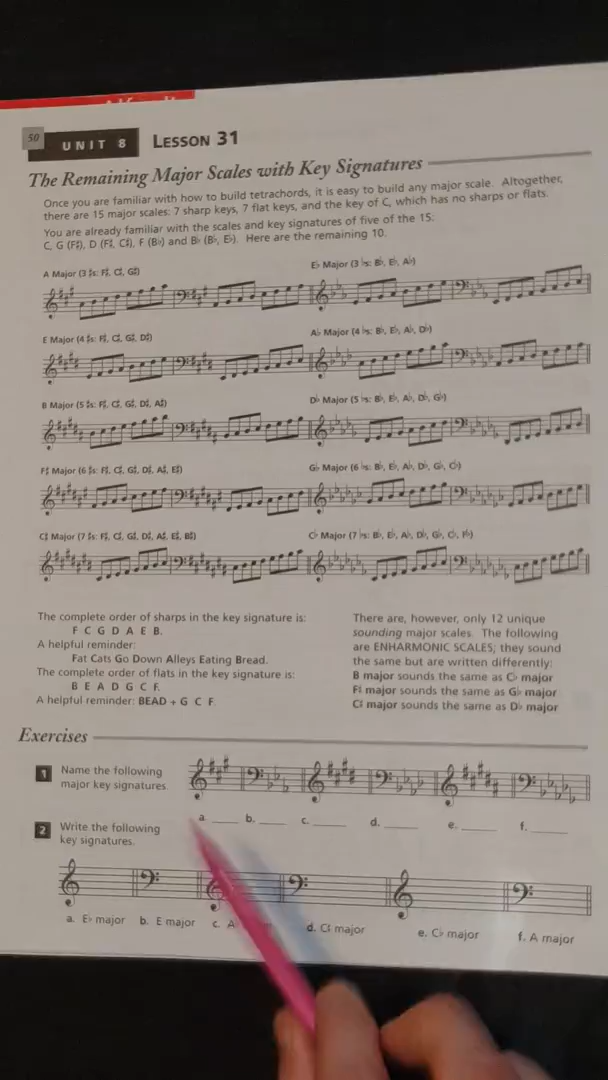 50
UNIT 8 LESSON 31
The Remaining Major Scales with Key Signatures
Once you are familiar with how to build tetrachords, it is easy to build any major scale. Altogether,
there are 15 major scales: 7 sharp keys, 7 flat keys, and the key of C, which has no sharps or flats.
You are already familiar with the scales and key signatures of five of the 15:
C, G (F♯), D (F♯, C♯), F (B♭) and B♭ (B♭, E♭). Here are the remaining 10.
A Major (3 ♯s: F♯, C♯, G♯)
E♭ Major (3 ♭s: B♭, E♭, A♭)
E Major (4 ♯s: F♯, C♯, G♯, D♯)
A♭ Major (4 ♭s: B♭, E♭, A♭, D♭)
B Major (5 ♯s: F♯, C♯, G♯, D♯, A♯)
D♭ Major (5 ♭s: B♭, E♭, A♭, D♭, G♭)
F♯ Major (6 ♯s: F♯, C♯, G♯, D♯, A♯, E♯)
G♭ Major (6 ♭s: B♭, E♭, A♭, D♭, G♭, C♭)
C♯ Major (7 ♯s: F♯, C♯, G♯, D♯, A♯, E♯, B♯)
C♭ Major (7 ♭s: B♭, E♭, A♭, D♭, G♭, C♭, F♭)
The complete order of sharps in the key signature is:
F C G D A E B.
A helpful reminder:
Fat Cats Go Down Alleys Eating Bread.
The complete order of flats in the key signature is:
B E A D G C F.
A helpful reminder: BEAD + G C F.
There are, however, only 12 unique
sounding major scales. The following
are ENHARMONIC SCALES; they sound
the same but are written differently:
B major sounds the same as C♭ major
F♯ major sounds the same as G♭ major
C♯ major sounds the same as D♭ major
Exercises
1 Name the following
major key signatures.
a. ____ b. ____ c. ____ d. ____ e. ____ f. ____
2 Write the following
key signatures.
a. E♭ major b. E major c. d. C♯ major e. C♭ major f. A major